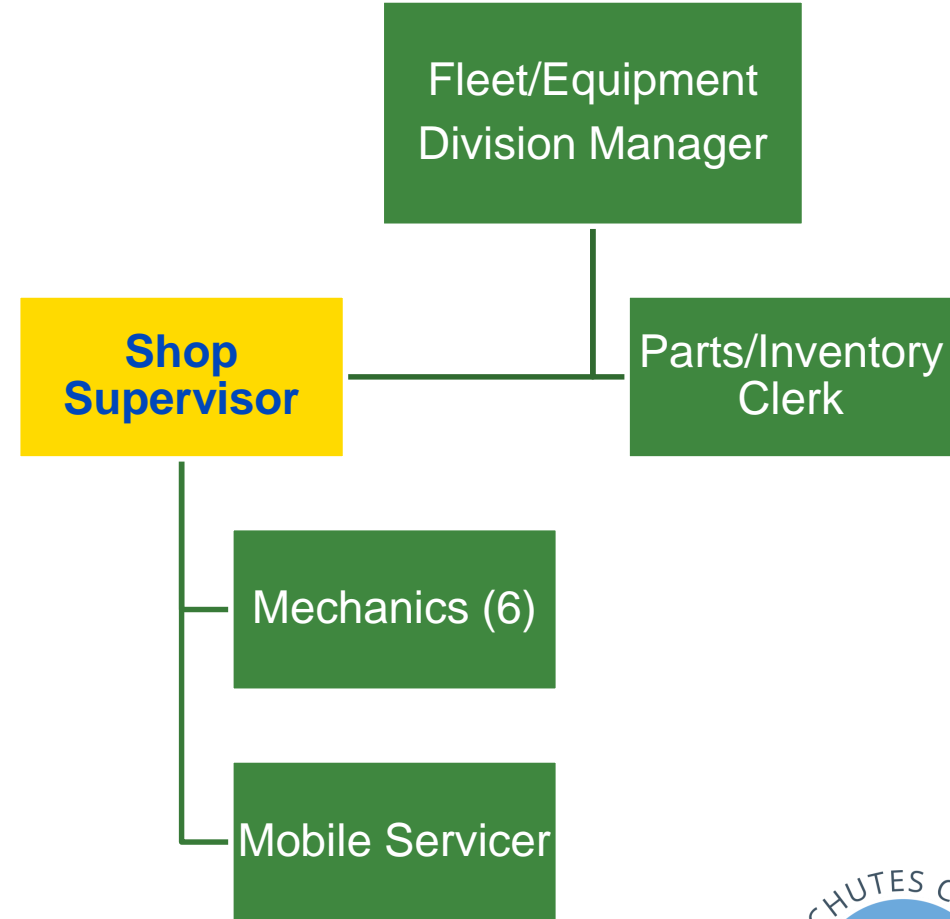 Fleet/Equipment
Division Manager
Shop
Supervisor
Parts/Inventory
Clerk
Mechanics (6)
Mobile Servicer